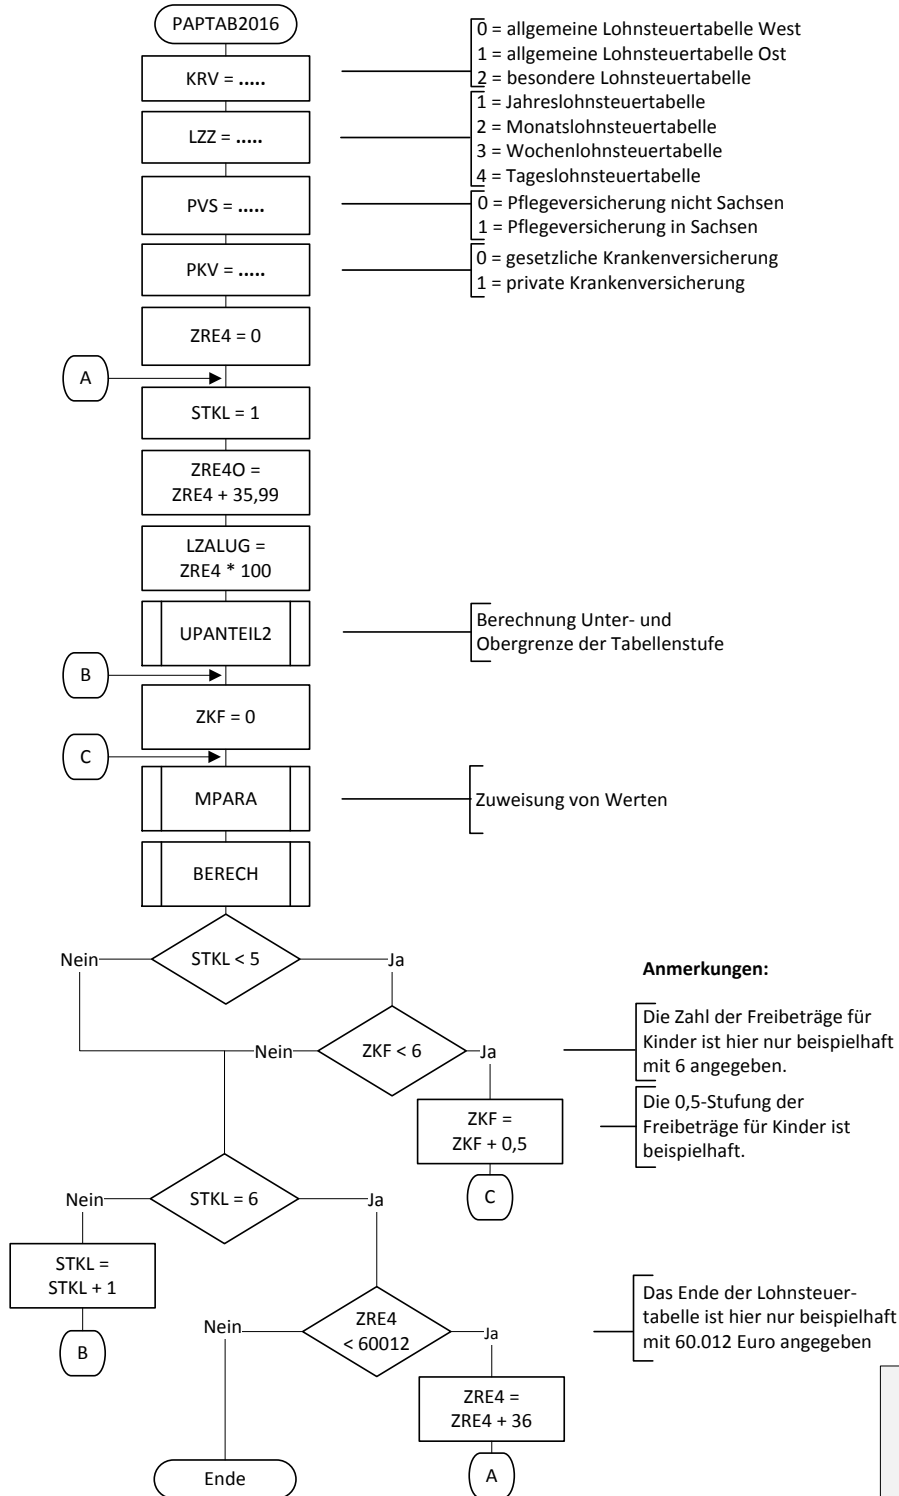 PAPTAB2016
KRV = .....
0 = allgemeine Lohnsteuertabelle West
1 = allgemeine Lohnsteuertabelle Ost
2 = besondere Lohnsteuertabelle
LZZ = .....
1 = Jahreslohnsteuertabelle
2 = Monatslohnsteuertabelle
3 = Wochenlohnsteuertabelle
4 = Tageslohnsteuertabelle
PVS = .....
0 = Pflegeversicherung nicht Sachsen
1 = Pflegeversicherung in Sachsen
PKV = .....
0 = gesetzliche Krankenversicherung
1 = private Krankenversicherung
ZRE4 = 0
A
STKL = 1
ZRE4O =
ZRE4 + 35,99
LZALUG =
ZRE4 * 100
UPANTEIL2
Berechnung Unter- und
Obergrenze der Tabellenstufe
B
ZKF = 0
C
MPARA
Zuweisung von Werten
BERECH
Nein
STKL < 5
Ja
Anmerkungen:
Nein
ZKF < 6
Ja
Die Zahl der Freibeträge für
Kinder ist hier nur beispielhaft
mit 6 angegeben.
ZKF =
ZKF + 0,5
Die 0,5-Stufung der
Freibeträge für Kinder ist
beispielhaft.
C
Nein
STKL = 6
Ja
STKL =
STKL + 1
B
Nein
ZRE4
< 60012
Ja
Das Ende der Lohnsteuer-
tabelle ist hier nur beispielhaft
mit 60.012 Euro angegeben
ZRE4 =
ZRE4 + 36
Ende
A